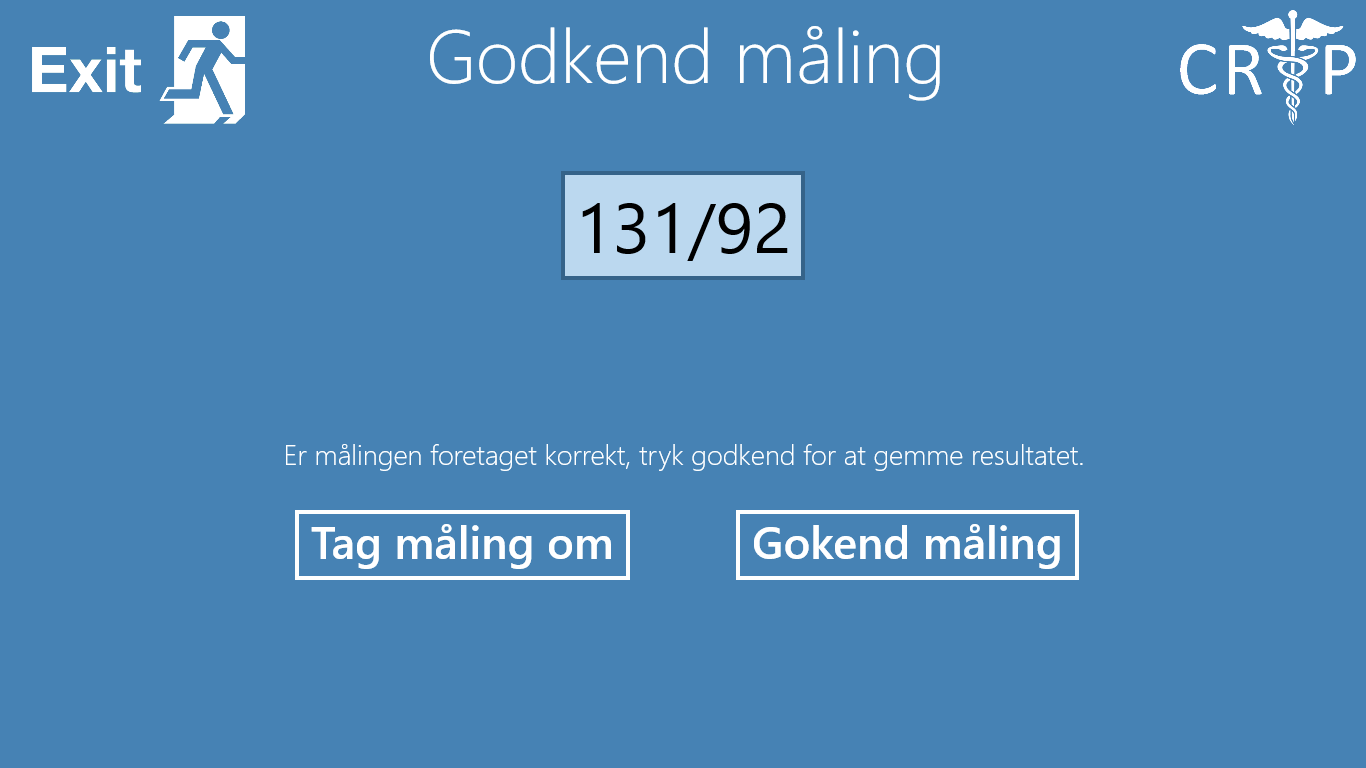 Exit
Godkend måling
CRP
131/92
Er målingen foretaget korrekt, tryk godkend for at gemme resultatet.
Tag måling om
Gokend måling